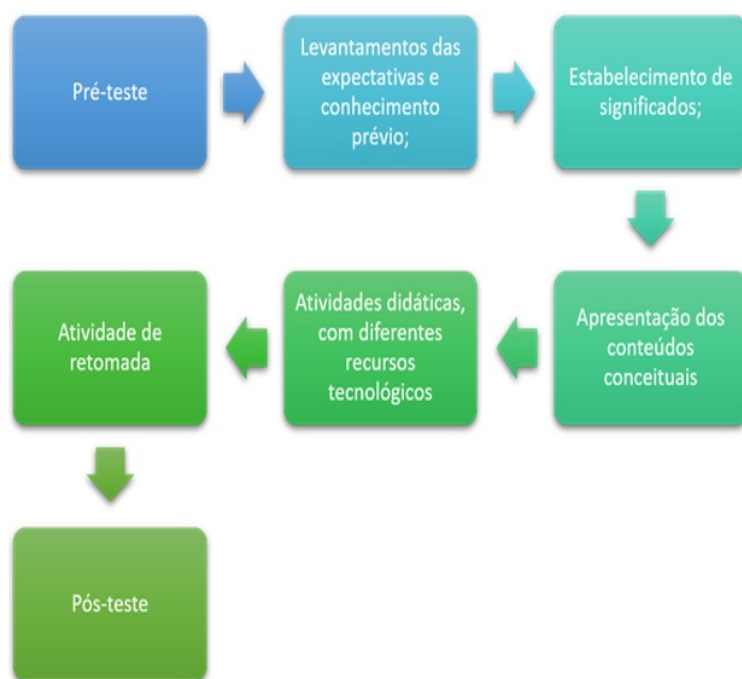 Pré-teste
Levantamentos das
expectativas e
conhecimento
prévio;
Estabelecimento de
significados;
Apresentação dos
conteúdos
conceituais
Atividades didáticas,
com diferentes
recursos
tecnológicos
Atividade de
retomada
Pós-teste